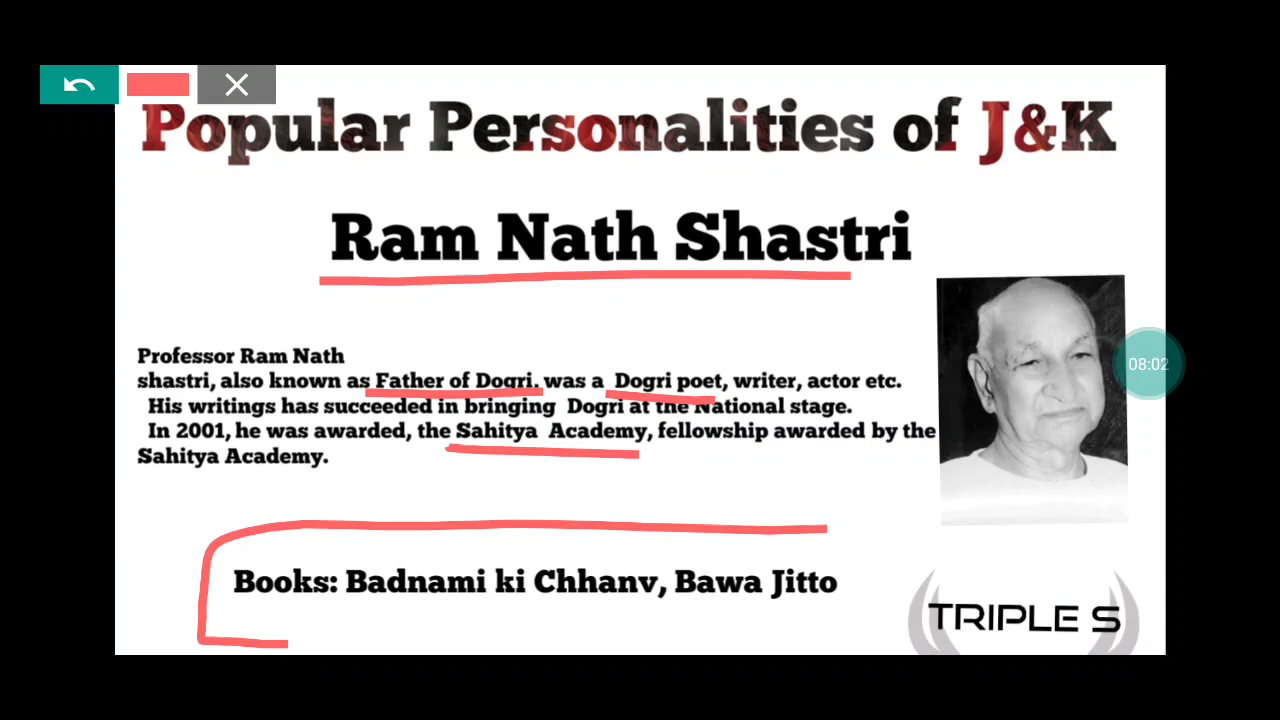 Popular Personalities of J&K
Ram Nath Shastri
Professor Ram Nath
shastri, also known as Father of Dogri, was a Dogri poet, writer, actor etc.
His writings has succeeded in bringing Dogri at the National stage.
In 2001, he was awarded, the Sahitya Academy, fellowship awarded by the
Sahitya Academy.
08:02
Books: Badnami ki Chhanv, Bawa Jitto
TRIPLE S